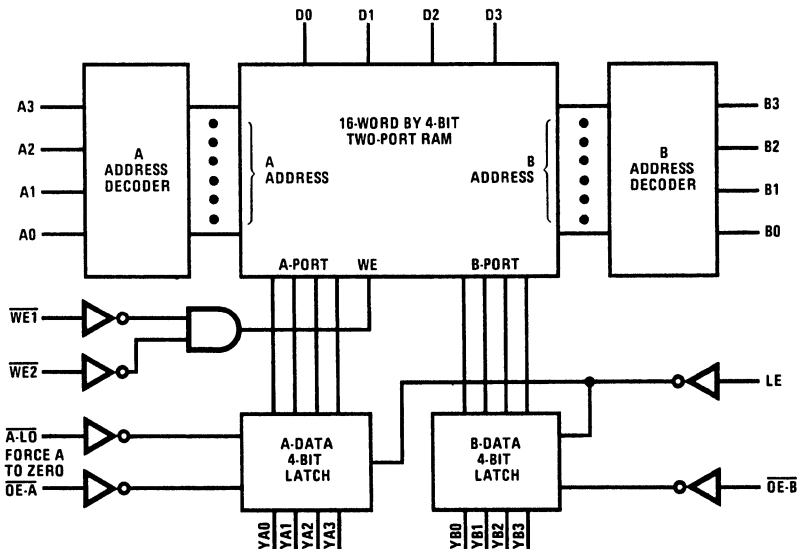 D0 D1 D2 D3
A3
A2
A1
A0
A
ADDRESS
DECODER
16-WORD BY 4-BIT
TWO-PORT RAM
A
ADDRESS
B
ADDRESS
B
ADDRESS
DECODER
B3
B2
B1
B0
A-PORT WE B-PORT
WE1
WE2
LE
A-LO
FORCE A
TO ZERO
OE-A
A-DATA
4-BIT
LATCH
B-DATA
4-BIT
LATCH
OE-B
YA0
YA1
YA2
YA3
YB0
YB1
YB2
YB3